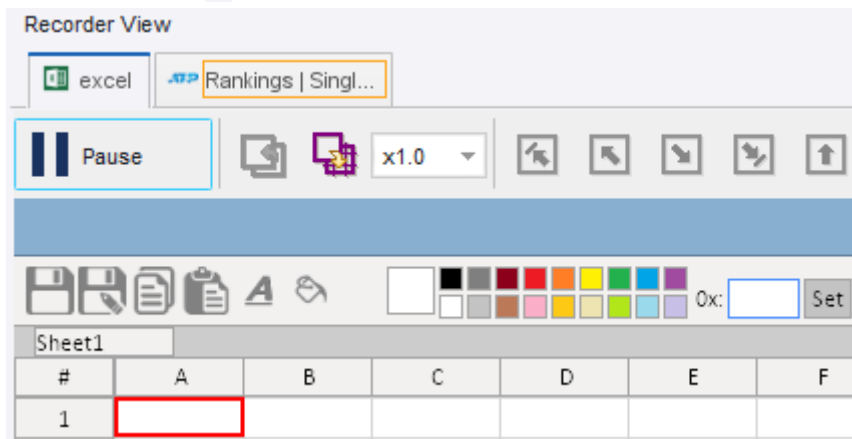 Recorder View
excel ATP Rankings | Singl...
Pause x1.0
0x: Set
Sheet1
# A B C D E F
1